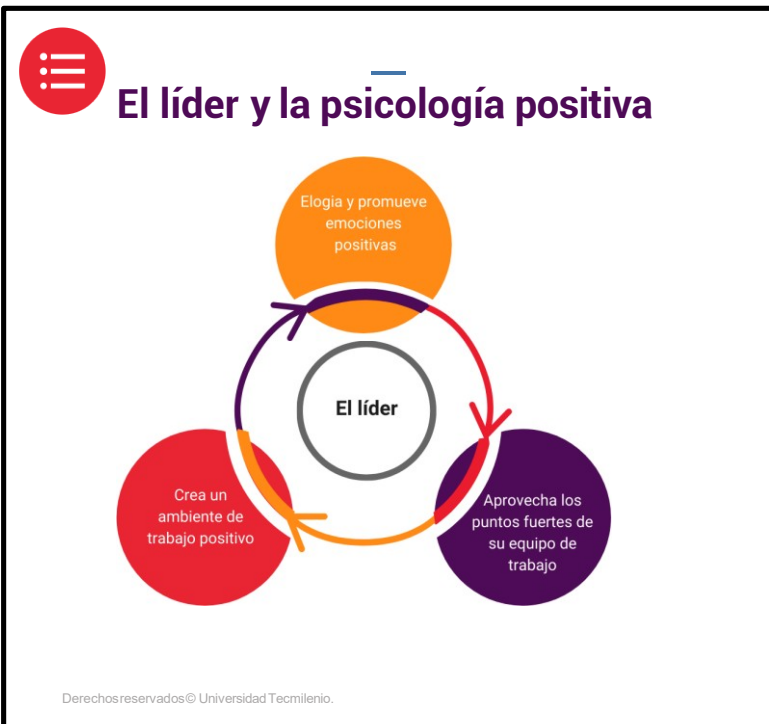 El líder y la psicología positiva
Elogia y promueve
emociones
positivas
El líder
Crea un
ambiente de
trabajo positivo
Aprovecha los
puntos fuertes de
su equipo de
trabajo
Derechos reservados© Universidad Tecmilenio.